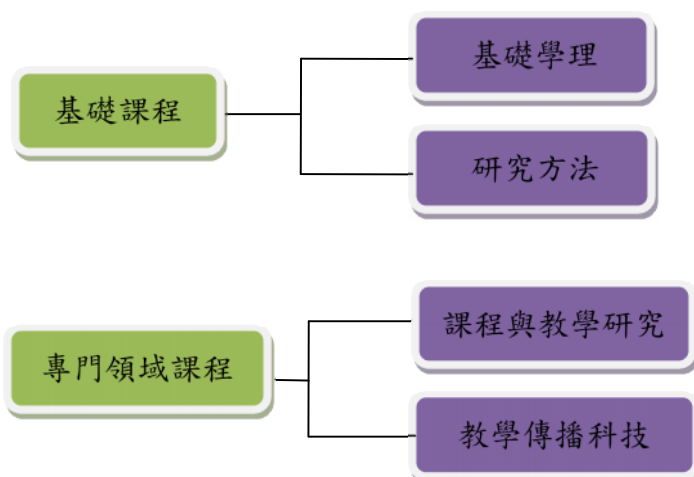 基礎課程
基礎學理
研究方法
專門領域課程
課程與教學研究
教學傳播科技